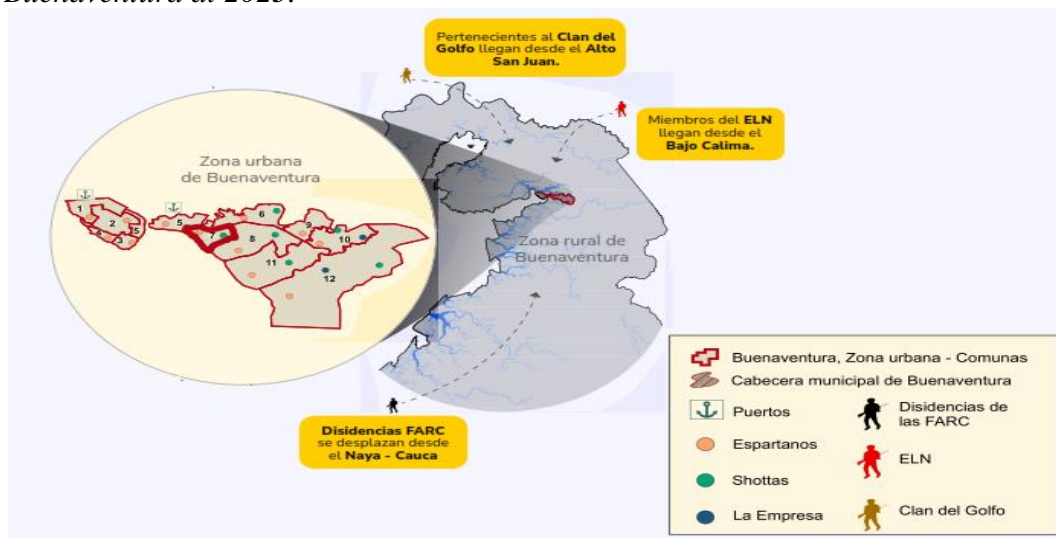 Buenaventura al 2023.
Pertenecientes al Clan del
Golfo llegan desde el Alto
San Juan.
Miembros del ELN
llegan desde el
Bajo Calima.
Zona urbana
de Buenaventura
1
2
3
4
5
5
6
7
8
9
10
11
12
Zona rural de
Buenaventura
Disidencias FARC
se desplazan desde
el Naya - Cauca
Buenaventura, Zona urbana - Comunas
Cabecera municipal de Buenaventura
Puertos
Espartanos
Shottas
La Empresa
Disidencias de
las FARC
ELN
Clan del Golfo